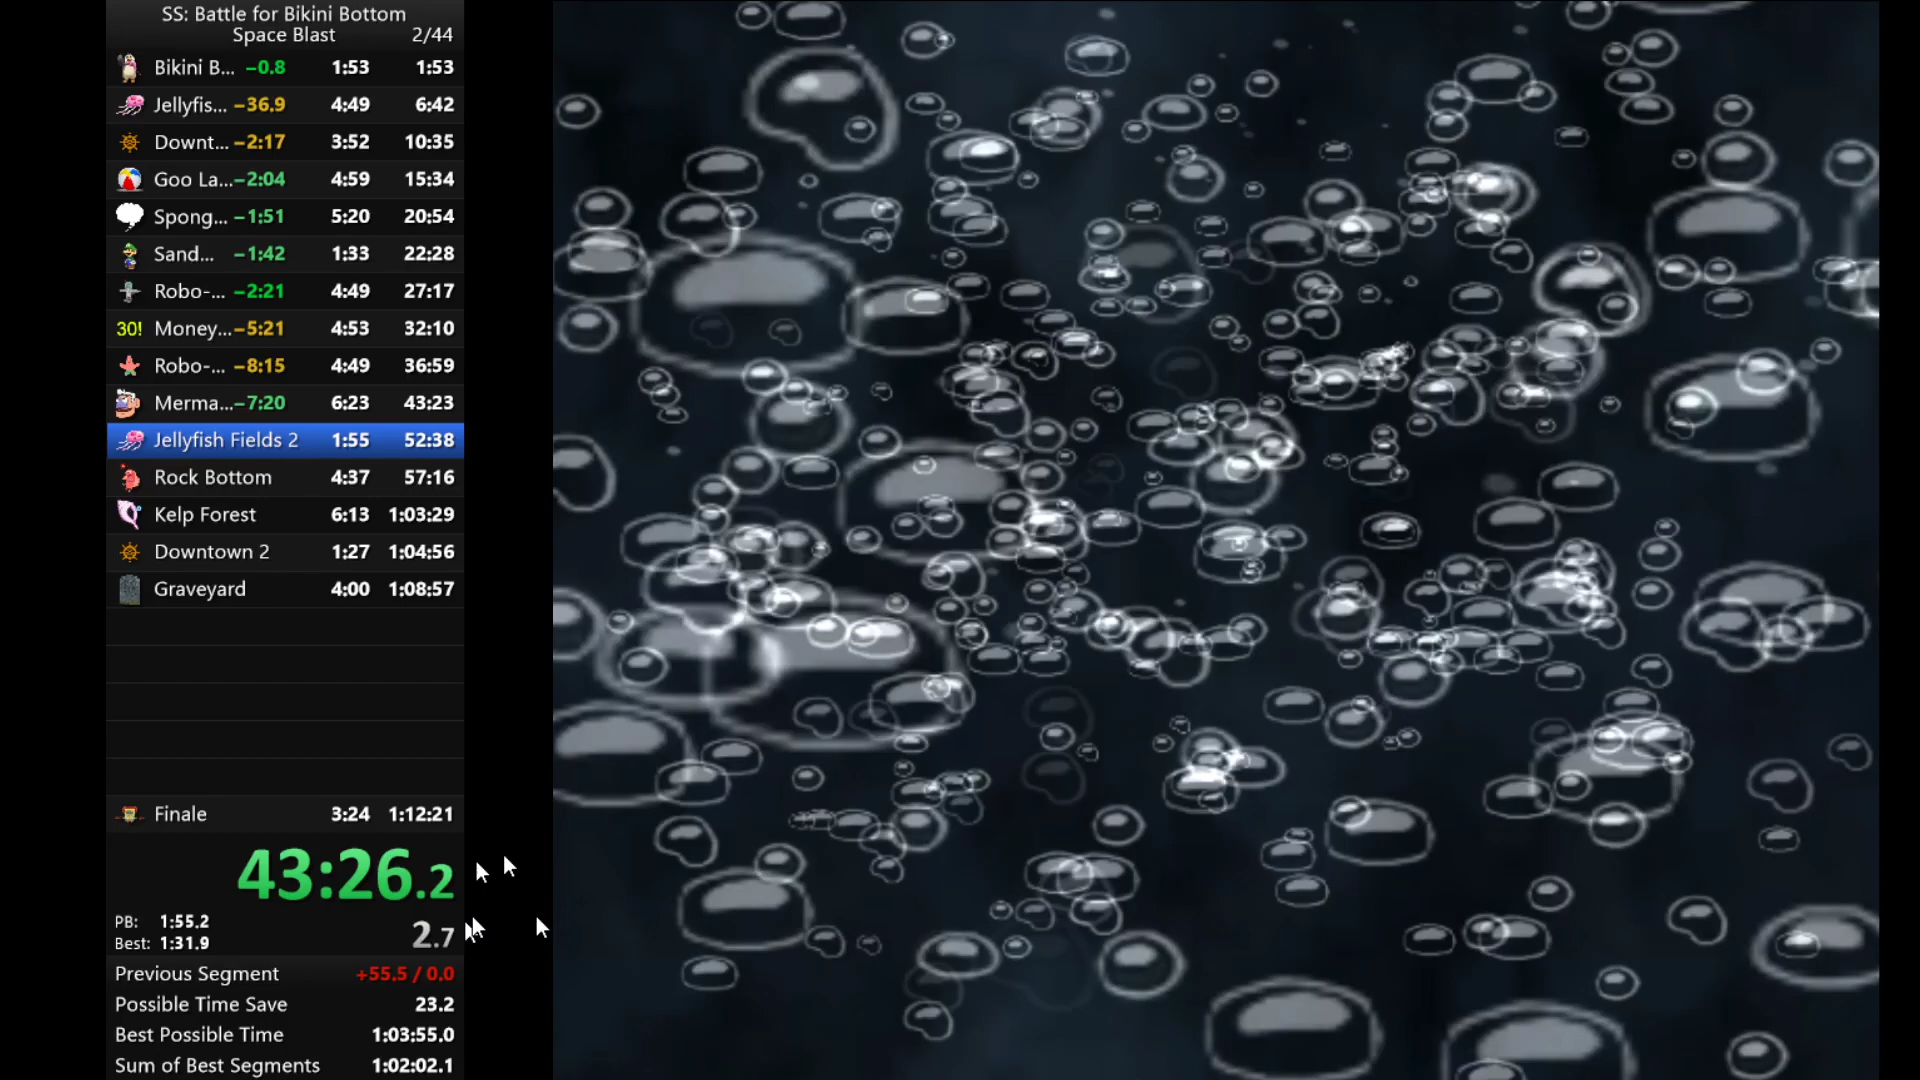 SS: Battle for Bikini Bottom
Space Blast 2/44
Bikini B... −0.8 1:53 1:53
Jellyfis... −36.9 4:49 6:42
Downt... −2:17 3:52 10:35
Goo La... −2:04 4:59 15:34
Spong... −1:51 5:20 20:54
Sand... −1:42 1:33 22:28
Robo-... −2:21 4:49 27:17
30! Money... −5:21 4:53 32:10
Robo-... −8:15 4:49 36:59
Merma... −7:20 6:23 43:23
Jellyfish Fields 2 1:55 52:38
Rock Bottom 4:37 57:16
Kelp Forest 6:13 1:03:29
Downtown 2 1:27 1:04:56
Graveyard 4:00 1:08:57
Finale 3:24 1:12:21
43:26.2
PB: 1:55.2
Best: 1:31.9
2.7
Previous Segment +55.5 / 0.0
Possible Time Save 23.2
Best Possible Time 1:03:55.0
Sum of Best Segments 1:02:02.1